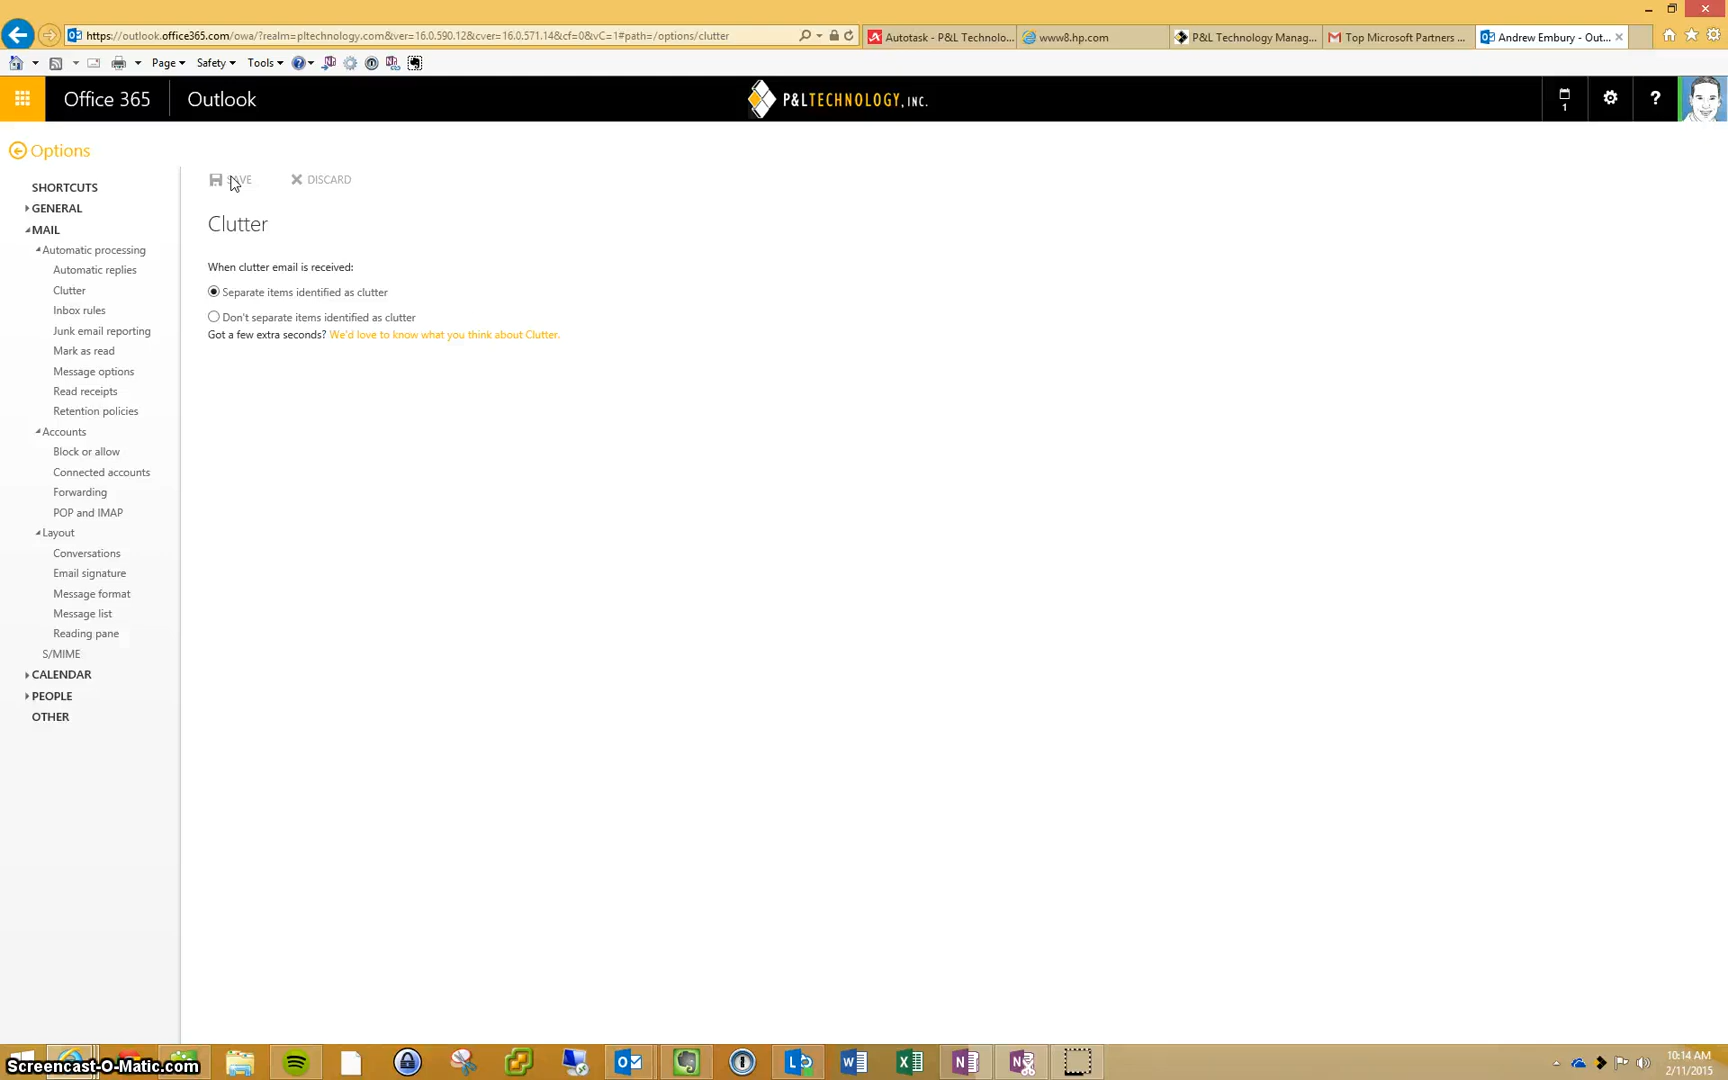 https://outlook.office365.com/owa/?realm=pltechnology.com&ver=16.0.590.12&cver=16.0.571.14&cf=0&vC=1#path=/options/clutter
Autotask - P&L Technolo...
www8.hp.com
P&L Technology Manag...
Top Microsoft Partners ...
Andrew Embury - Out...
Page
Safety
Tools
Office 365
Outlook
P&LTECHNOLOGY, INC.
1
?
Options
SAVE
DISCARD
SHORTCUTS
GENERAL
MAIL
Automatic processing
Automatic replies
Clutter
Inbox rules
Junk email reporting
Mark as read
Message options
Read receipts
Retention policies
Accounts
Block or allow
Connected accounts
Forwarding
POP and IMAP
Layout
Conversations
Email signature
Message format
Message list
Reading pane
S/MIME
CALENDAR
PEOPLE
OTHER
Clutter
When clutter email is received:
Separate items identified as clutter
Don't separate items identified as clutter
Got a few extra seconds? We'd love to know what you think about Clutter.
Screencast-O-Matic.com
10:14 AM
2/11/2015